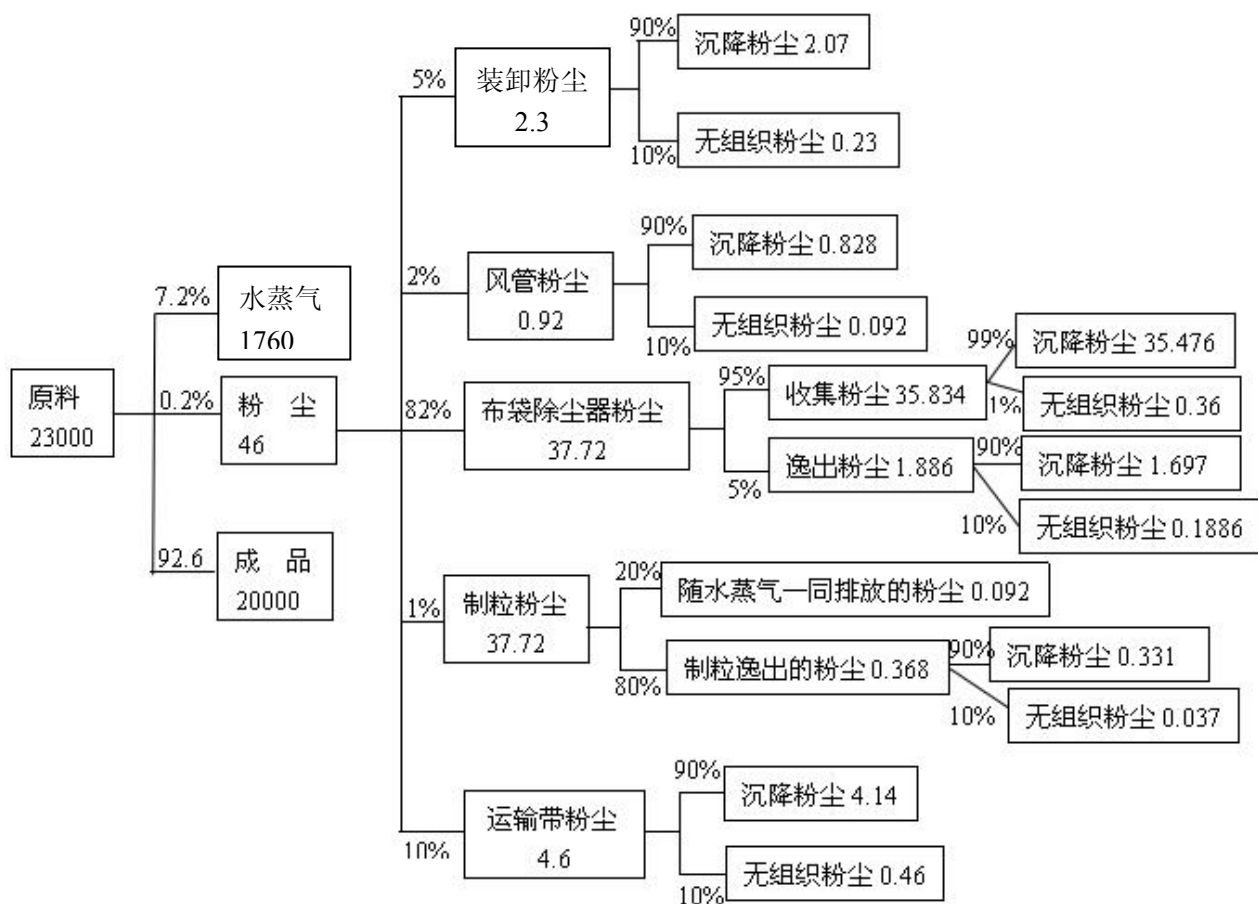 90%
沉降粉尘 2.07
5%
装卸粉尘
2.3
10%
无组织粉尘 0.23
90%
沉降粉尘 0.828
2%
风管粉尘
0.92
10%
无组织粉尘 0.092
7.2%
水蒸气
1760
原料
23000
0.2%
粉 尘
46
92.6
成 品
20000
82%
布袋除尘器粉尘
37.72
95%
收集粉尘 35.834
99%
沉降粉尘 35.476
1%
无组织粉尘 0.36
5%
逸出粉尘 1.886
90%
沉降粉尘 1.697
10%
无组织粉尘 0.1886
1%
制粒粉尘
37.72
20%
随水蒸气一同排放的粉尘 0.092
80%
制粒逸出的粉尘 0.368
90%
沉降粉尘 0.331
10%
无组织粉尘 0.037
10%
运输带粉尘
4.6
90%
沉降粉尘 4.14
10%
无组织粉尘 0.46